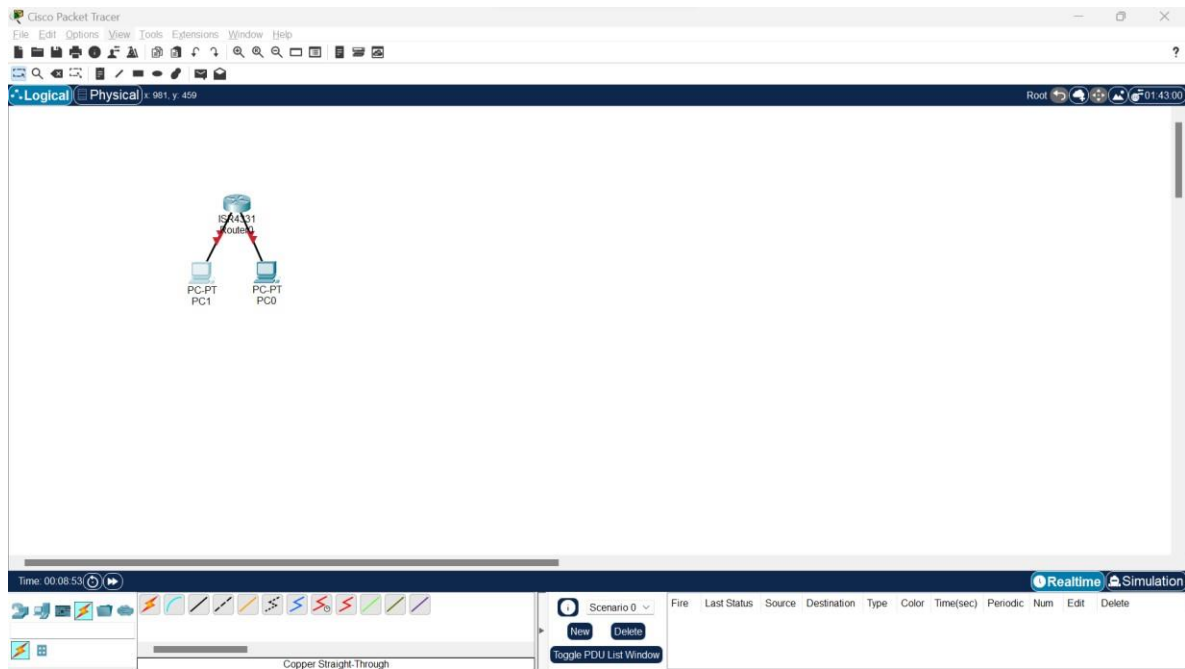 Cisco Packet Tracer
File Edit Options View Tools Extensions Window Help
?
Logical Physical x: 981, y: 459 Root 01:43:00
ISR4331
Router0
PC-PT PC-PT
PC1 PC0
Time: 00:08:53 Realtime Simulation
Scenario 0 Fire Last Status Source Destination Type Color Time(sec) Periodic Num Edit Delete
New Delete
Toggle PDU List Window
Copper Straight-Through